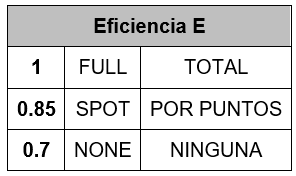 Eficiencia E
1 FULL TOTAL
0.85 SPOT POR PUNTOS
0.7 NONE NINGUNA